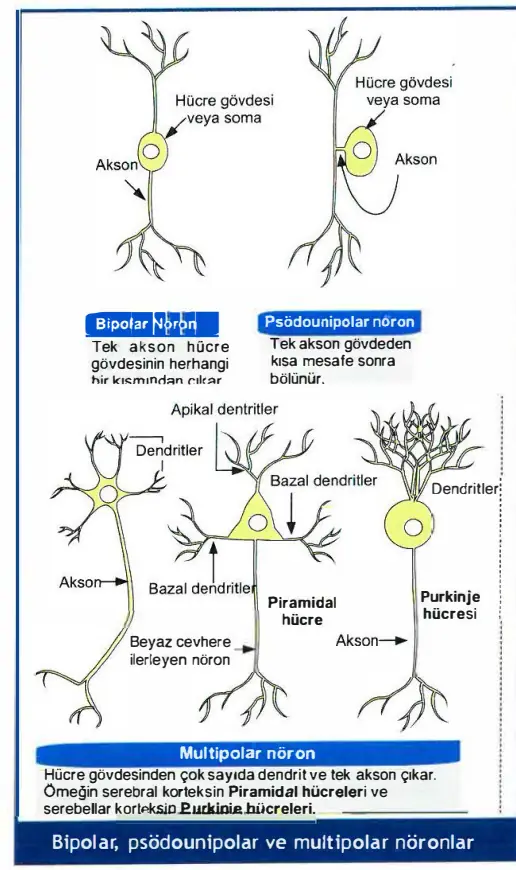 Hücre gövdesi
veya soma
Akson
Hücre gövdesi
veya soma
Akson
Bipolar Nöron
Tek akson hücre
gövdesinin herhangi
bir kısmından çıkar
Psödounipolar nöron
Tek akson gövdeden
kısa mesafe sonra
bölünür.
Apikal dentritler
Dendritler
Bazal dendritler
Dendritler
Akson
Bazal dendritler
Piramidal
hücre
Purkinje
hücresi
Beyaz cevhere
ilerleyen nöron
Akson
Multipolar nöron
Hücre gövdesinden çok sayıda dendrit ve tek akson çıkar.
Örneğin serebral korteksin Piramidal hücreleri ve
serebellar korteksin Purkinje hücreleri.
Bipolar, psödounipolar ve multipolar nöronlar